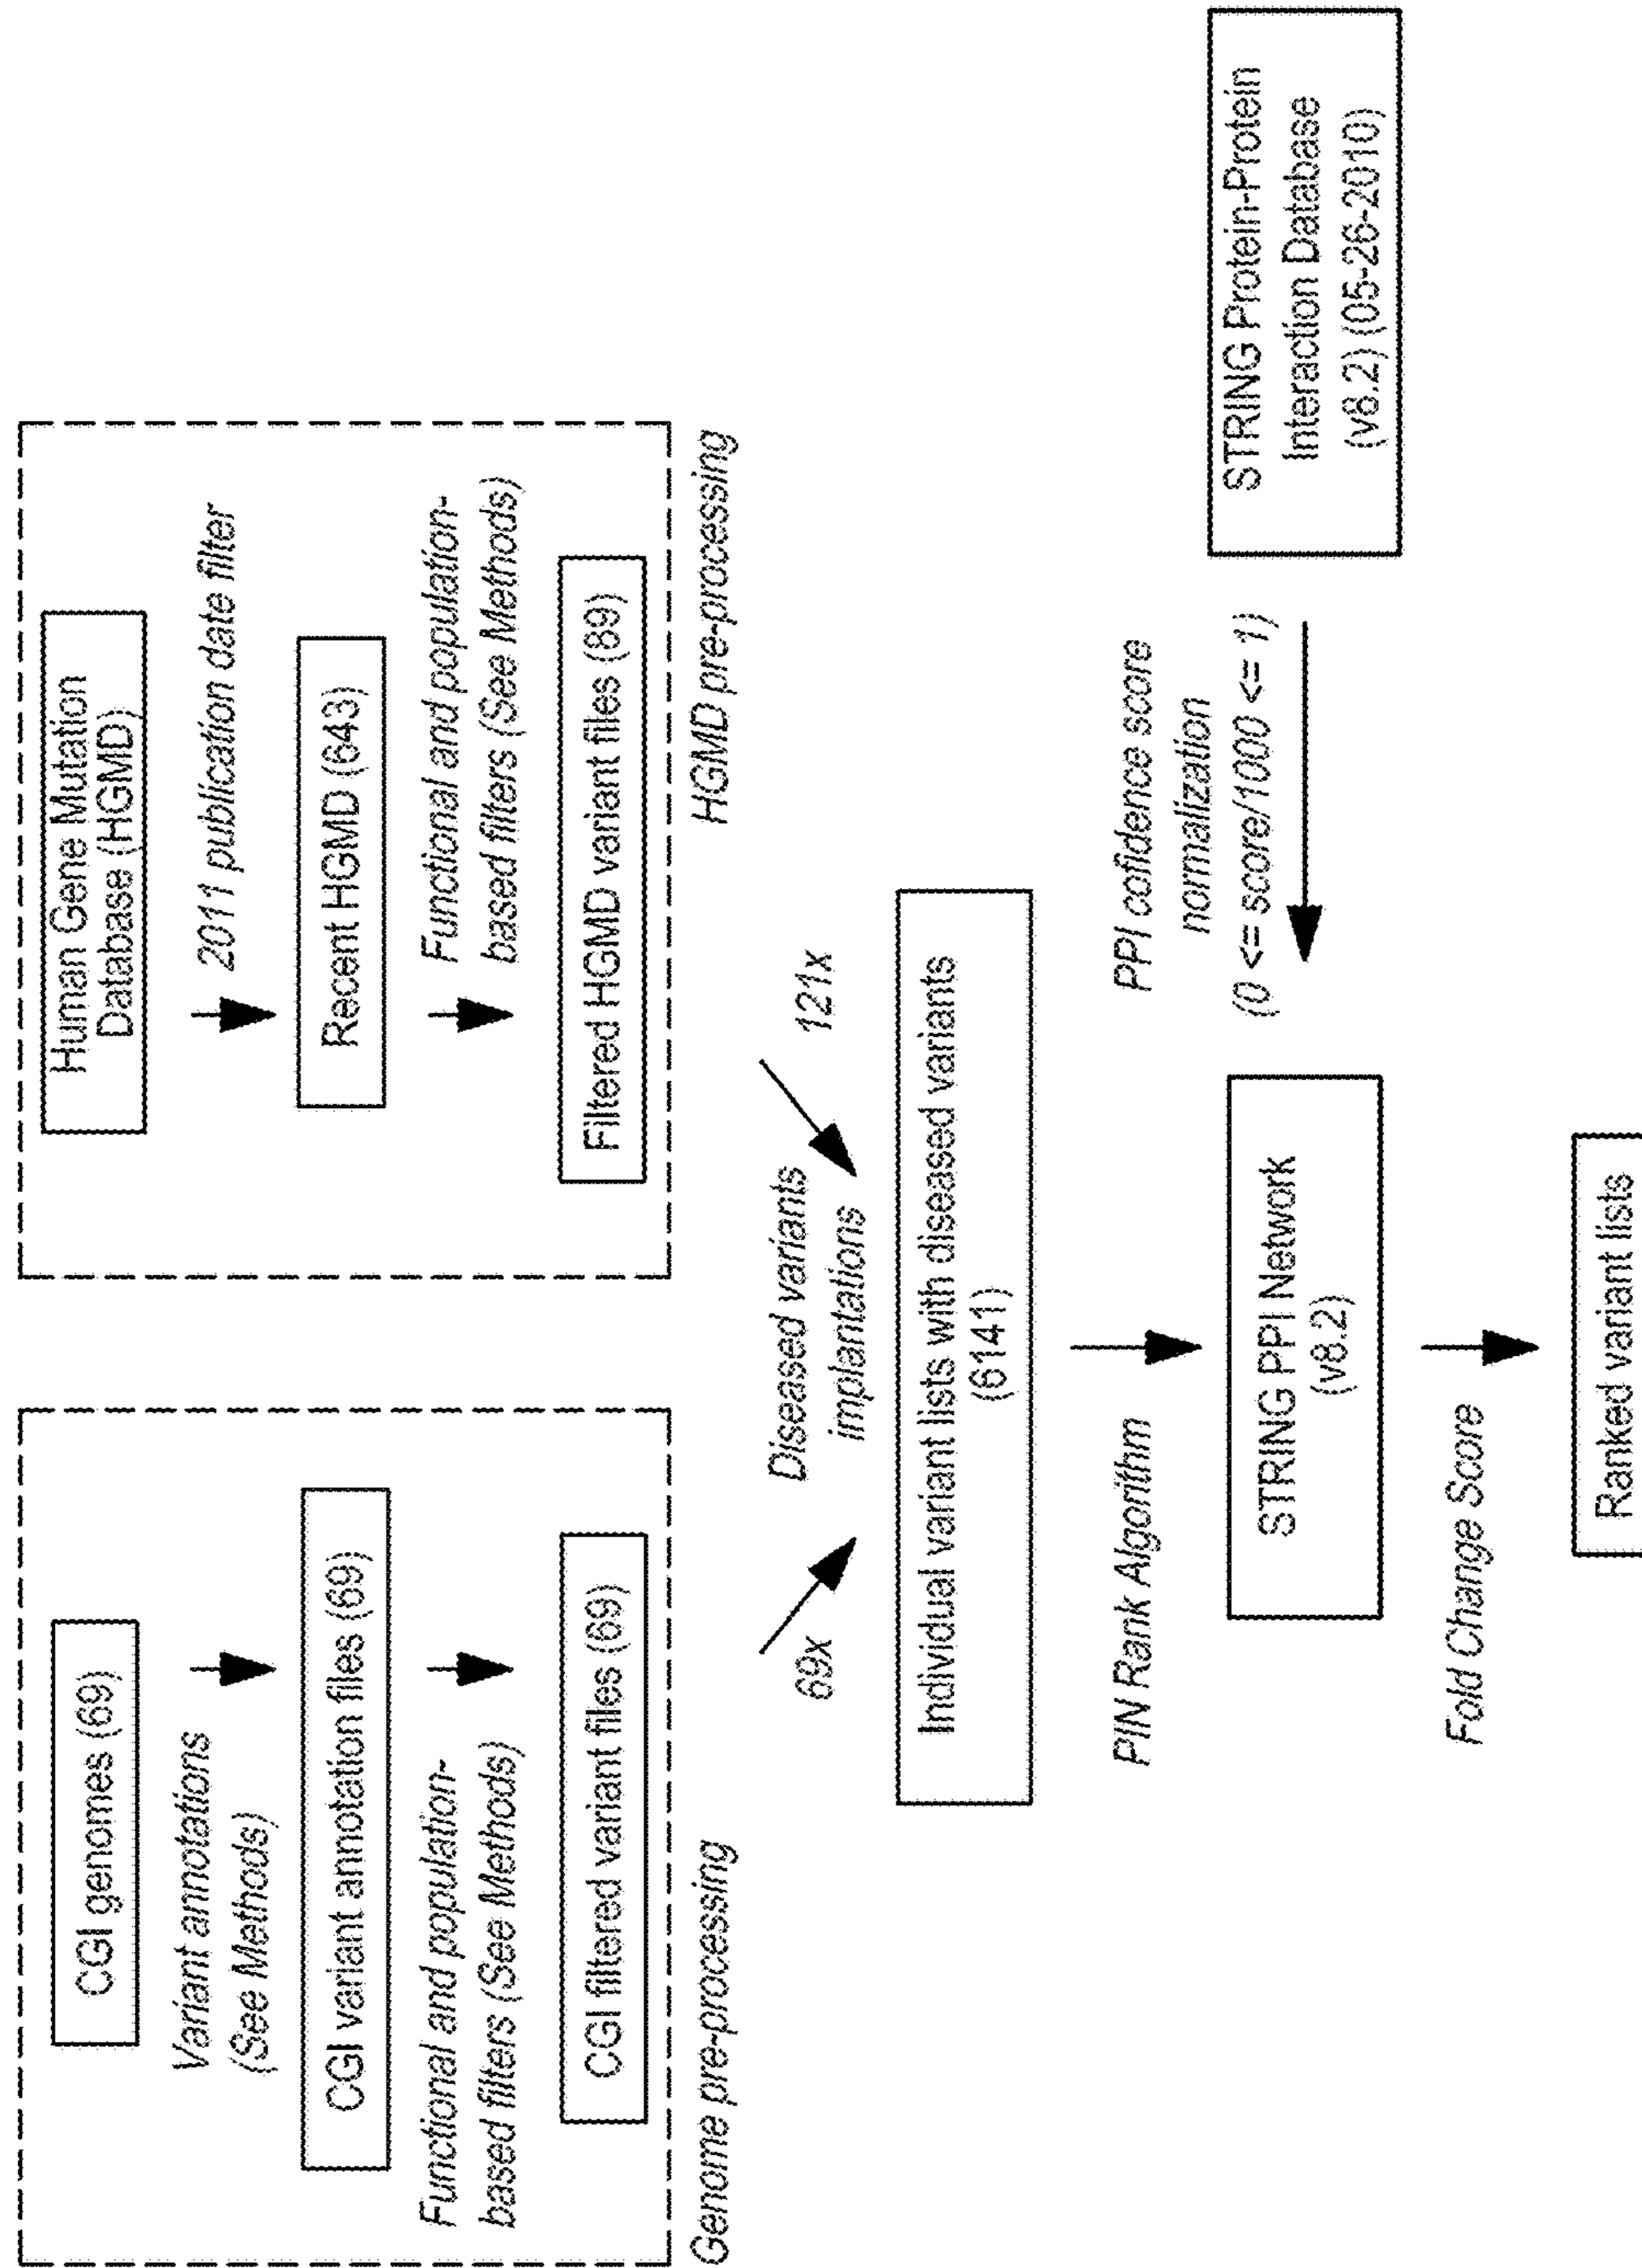 CGI genomes (69)
Variant annotations
(See Methods)
CGI variant annotation files (69)
Functional and population-
based filters (See Methods)
CGI filtered variant files (69)
Genome pre-processing
Human Gene Mutation
Database (HGMD)
2011 publication date filter
Recent HGMD (643)
Functional and population-
based filters (See Methods)
Filtered HGMD variant files (89)
HGMD pre-processing
69x
Diseased variants
implantations
121x
Individual variant lists with diseased variants
(6141)
PIN Rank Algorithm
STRING PPI Network
(v8.2)
PPI cofidence score
normalization
(0 <= score/1000 <= 1)
STRING Protein-Protein
Interaction Database
(v8.2) (05-26-2010)
Fold Change Score
Ranked variant lists